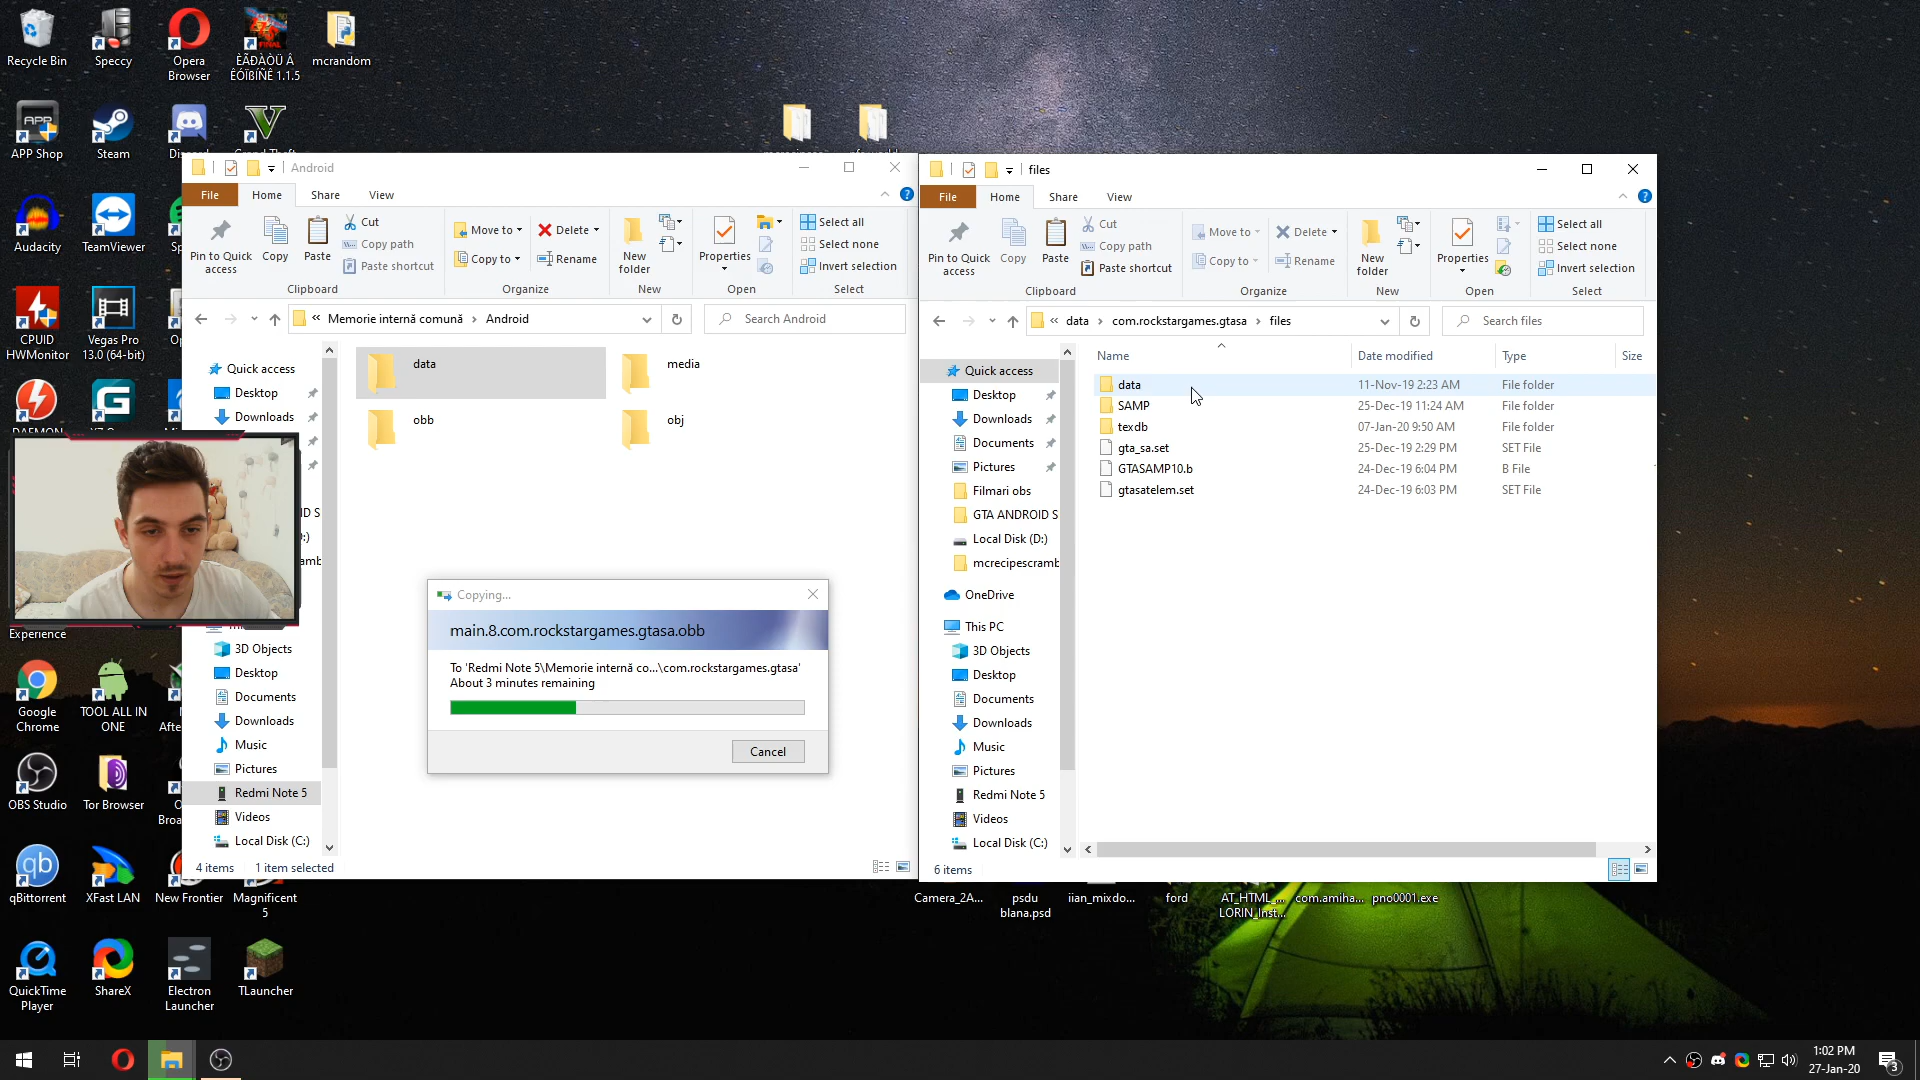 Recycle Bin
Speccy
Opera
Browser
ÈÃÐÀÒÜ Â
ÊÓÏÈÑÍÊ 1.1.5
mcrandom
APP Shop
Steam
CPUID
HWMonitor
Audacity
TeamViewer
Vegas Pro
13.0 (64-bit)
Experience
Google
Chrome
TOOL ALL IN
ONE
OBS Studio
Tor Browser
qBittorrent
XFast LAN
New Frontier
Magnificent
5
QuickTime
Player
ShareX
Electron
Launcher
TLauncher
Android
File
Home
Share
View
Pin to Quick
access
Copy
Paste
Cut
Copy path
Paste shortcut
Clipboard
Move to
Copy to
Delete
Rename
Organize
New
folder
New
Properties
Open
Select all
Select none
Invert selection
Select
« Memorie internă comună › Android
Search Android
Quick access
Desktop
Downloads
3D Objects
Desktop
Documents
Downloads
Music
Pictures
Redmi Note 5
Videos
Local Disk (C:)
data
media
obb
obj
4 items
1 item selected
Copying...
main.8.com.rockstargames.gtasa.obb
To 'Redmi Note 5\Memorie internă co...\com.rockstargames.gtasa'
About 3 minutes remaining
Cancel
files
File
Home
Share
View
Pin to Quick
access
Copy
Paste
Cut
Copy path
Paste shortcut
Clipboard
Move to
Copy to
Delete
Rename
Organize
New
folder
New
Properties
Open
Select all
Select none
Invert selection
Select
« data › com.rockstargames.gtasa › files
Search files
Quick access
Desktop
Downloads
Documents
Pictures
Filmari obs
GTA ANDROID S
Local Disk (D:)
mcrecipescramb
OneDrive
This PC
3D Objects
Desktop
Documents
Downloads
Music
Pictures
Redmi Note 5
Videos
Local Disk (C:)
Name
Date modified
Type
Size
data 11-Nov-19 2:23 AM File folder
SAMP 25-Dec-19 11:24 AM File folder
texdb 07-Jan-20 9:50 AM File folder
gta_sa.set 25-Dec-19 2:29 PM SET File
GTASAMP10.b 24-Dec-19 6:04 PM B File
gtasatelem.set 24-Dec-19 6:03 PM SET File
6 items
Camera_2A...
psdu
blana.psd
iian_mixdo...
ford
AT_HTML_...
LORIN_Inst...
com.amiha...
pno0001.exe
1:02 PM
27-Jan-20
3